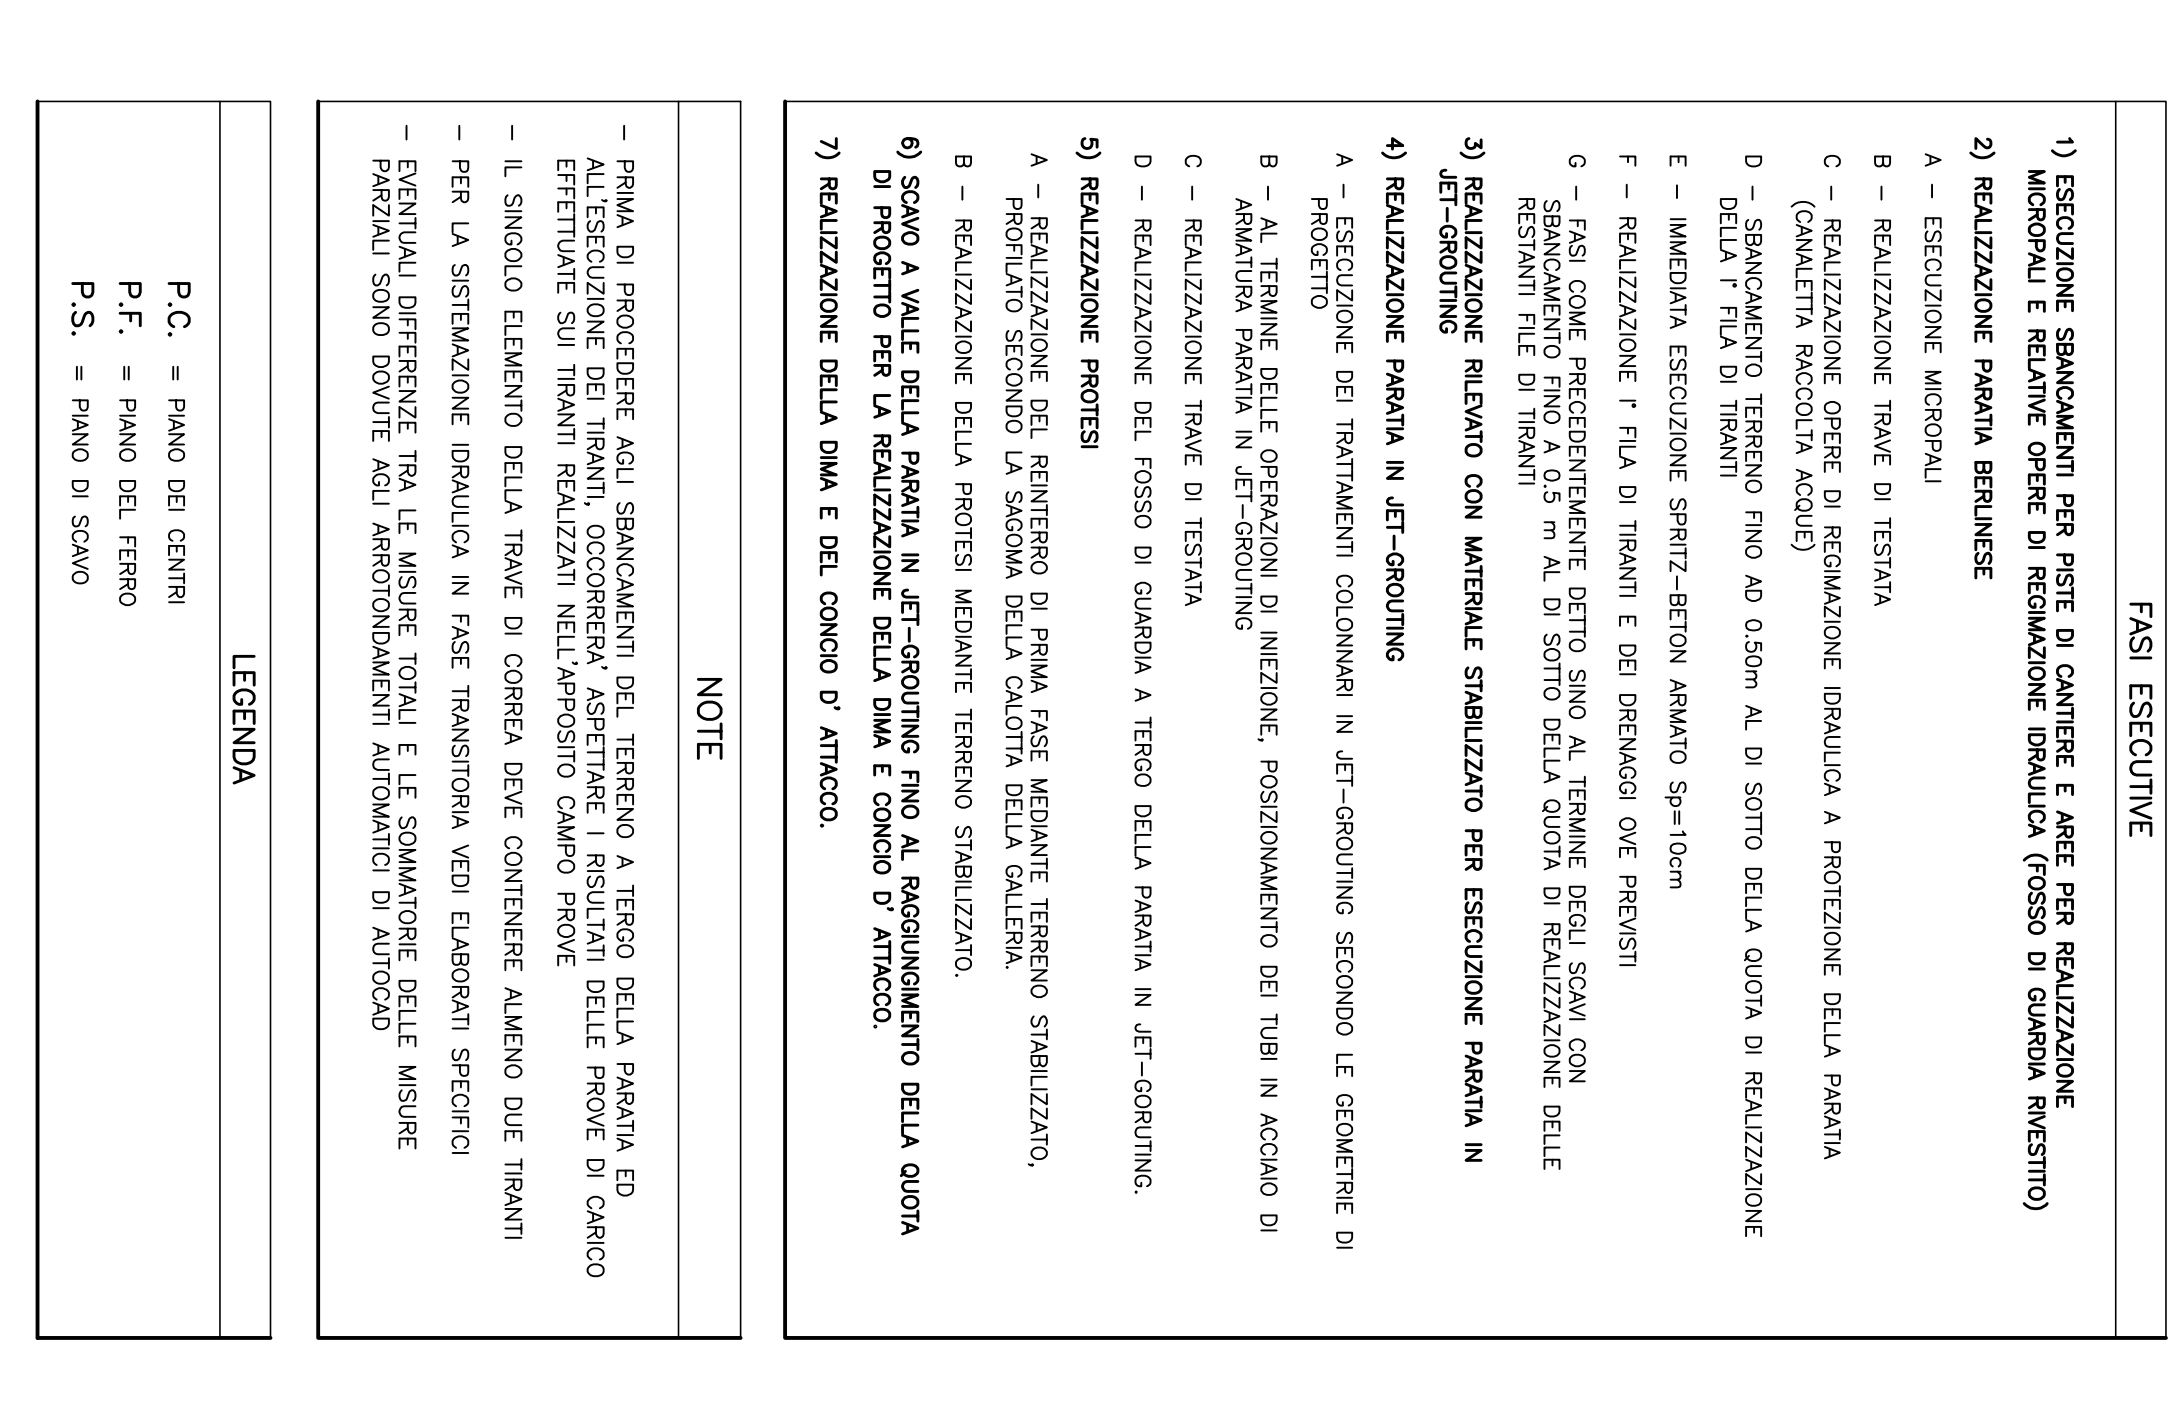 FASI ESECUTIVE
1) ESECUZIONE SBANCAMENTI PER PISTE DI CANTIERE E AREE PER REALIZZAZIONE
MICROPALI E RELATIVE OPERE DI REGIMAZIONE IDRAULICA (FOSSO DI GUARDIA RIVESTITO)
2) REALIZZAZIONE PARATIA BERLINESE
A - ESECUZIONE MICROPALI
B - REALIZZAZIONE TRAVE DI TESTATA
C - REALIZZAZIONE OPERE DI REGIMAZIONE IDRAULICA A PROTEZIONE DELLA PARATIA
(CANALETTA RACCOLTA ACQUE)
D - SBANCAMENTO TERRENO FINO AD 0.50m AL DI SOTTO DELLA QUOTA DI REALIZZAZIONE
DELLA I° FILA DI TIRANTI
E - IMMEDIATA ESECUZIONE SPRITZ-BETON ARMATO Sp=10cm
F - REALIZZAZIONE I° FILA DI TIRANTI E DEI DRENAGGI OVE PREVISTI
G - FASI COME PRECEDENTEMENTE DETTO SINO AL TERMINE DEGLI SCAVI CON
SBANCAMENTO FINO A 0.5 m AL DI SOTTO DELLA QUOTA DI REALIZZAZIONE DELLE
RESTANTI FILE DI TIRANTI
3) REALIZZAZIONE RILEVATO CON MATERIALE STABILIZZATO PER ESECUZIONE PARATIA IN
JET-GROUTING
4) REALIZZAZIONE PARATIA IN JET-GROUTING
A - ESECUZIONE DEI TRATTAMENTI COLONNARI IN JET-GROUTING SECONDO LE GEOMETRIE DI
PROGETTO
B - AL TERMINE DELLE OPERAZIONI DI INIEZIONE, POSIZIONAMENTO DEI TUBI IN ACCIAIO DI
ARMATURA PARATIA IN JET-GROUTING
C - REALIZZAZIONE TRAVE DI TESTATA
D - REALIZZAZIONE DEL FOSSO DI GUARDIA A TERGO DELLA PARATIA IN JET-GORUTING.
5) REALIZZAZIONE PROTESI
A - REALIZZAZIONE DEL REINTERRO DI PRIMA FASE MEDIANTE TERRENO STABILIZZATO,
PROFILATO SECONDO LA SAGOMA DELLA CALOTTA DELLA GALLERIA.
B - REALIZZAZIONE DELLA PROTESI MEDIANTE TERRENO STABILIZZATO.
6) SCAVO A VALLE DELLA PARATIA IN JET-GROUTING FINO AL RAGGIUNGIMENTO DELLA QUOTA
DI PROGETTO PER LA REALIZZAZIONE DELLA DIMA E CONCIO D' ATTACCO.
7) REALIZZAZIONE DELLA DIMA E DEL CONCIO D' ATTACCO.
NOTE
- PRIMA DI PROCEDERE AGLI SBANCAMENTI DEL TERRENO A TERGO DELLA PARATIA ED
ALL'ESECUZIONE DEI TIRANTI, OCCORRERA' ASPETTARE I RISULTATI DELLE PROVE DI CARICO
EFFETTUATE SUI TIRANTI REALIZZATI NELL'APPOSITO CAMPO PROVE
- IL SINGOLO ELEMENTO DELLA TRAVE DI CORREA DEVE CONTENERE ALMENO DUE TIRANTI
- PER LA SISTEMAZIONE IDRAULICA IN FASE TRANSITORIA VEDI ELABORATI SPECIFICI
- EVENTUALI DIFFERENZE TRA LE MISURE TOTALI E LE SOMMATORIE DELLE MISURE
PARZIALI SONO DOVUTE AGLI ARROTONDAMENTI AUTOMATICI DI AUTOCAD
LEGENDA
P.C. = PIANO DEI CENTRI
P.F. = PIANO DEL FERRO
P.S. = PIANO DI SCAVO